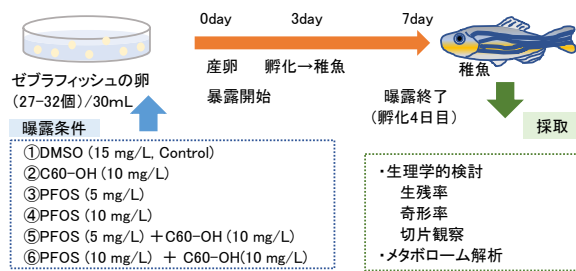 0day 3day 7day
産卵 孵化→稚魚
暴露開始
曝露終了
(孵化4日目)
稚魚
ゼブラフィッシュの卵
(27-32個)/30mL
曝露条件
①DMSO (15 mg/L, Control)
②C60-OH (10 mg/L)
③PFOS (5 mg/L)
④PFOS (10 mg/L)
⑤PFOS (5 mg/L) +C60-OH (10 mg/L)
⑥PFOS (10 mg/L) + C60-OH(10 mg/L)
採取
・生理学的検討
生残率
奇形率
切片観察
・メタボローム解析